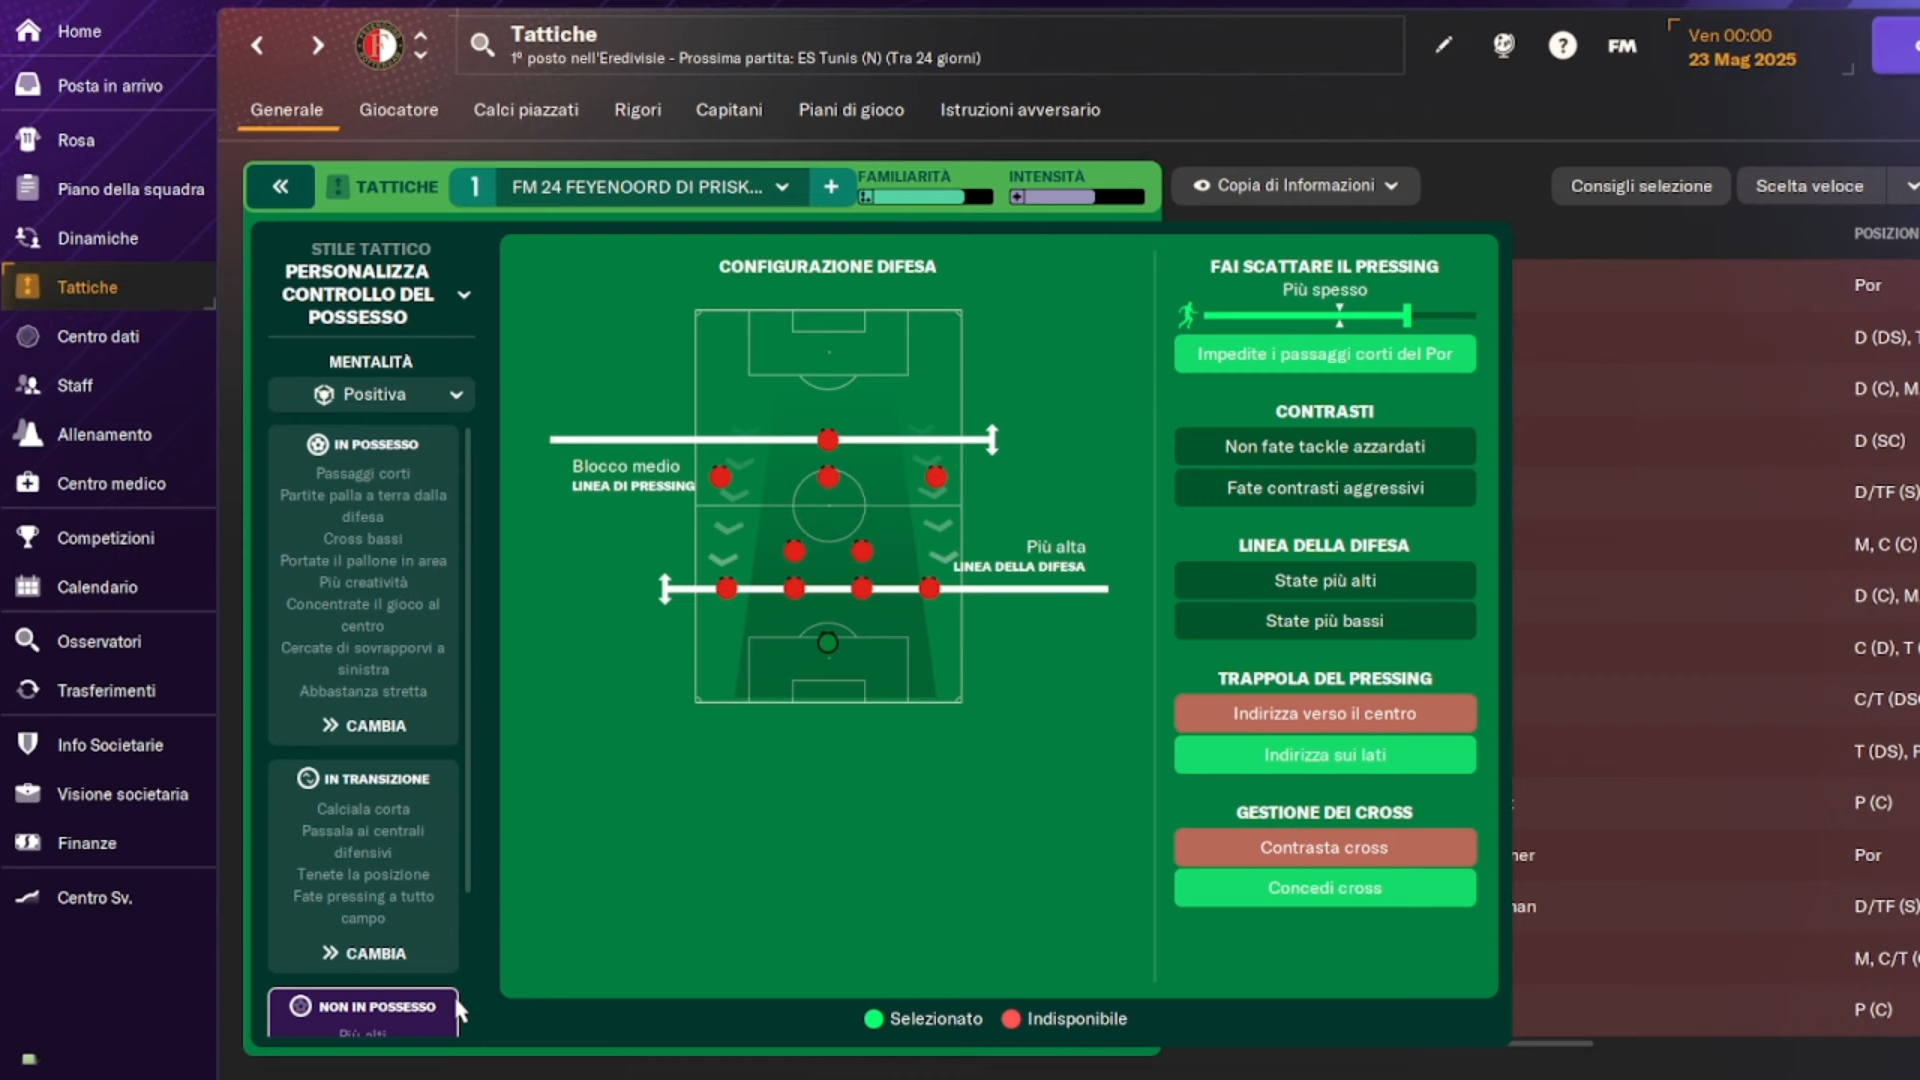 Home
Posta in arrivo
Rosa
Piano della squadra
Dinamiche
Tattiche
Centro dati
Staff
Allenamento
Centro medico
Competizioni
Calendario
Osservatori
Trasferimenti
Info Societarie
Visione societaria
Finanze
Centro Sv.
Tattiche
1º posto nell'Eredivisie - Prossima partita: ES Tunis (N) (Tra 24 giorni)
FM
Ven 00:00
23 Mag 2025
Generale
Giocatore
Calci piazzati
Rigori
Capitani
Piani di gioco
Istruzioni avversario
TATTICHE
1
FM 24 FEYENOORD DI PRISK...
FAMILIARITÀ
INTENSITÀ
Copia di Informazioni
Consigli selezione
Scelta veloce
STILE TATTICO
PERSONALIZZA
CONTROLLO DEL
POSSESSO
MENTALITÀ
Positiva
IN POSSESSO
Passaggi corti
Partite palla a terra dalla
difesa
Cross bassi
Portate il pallone in area
Più creatività
Concentrate il gioco al
centro
Cercate di sovrapporvi a
sinistra
Abbastanza stretta
CAMBIA
IN TRANSIZIONE
Calciala corta
Passala ai centrali
difensivi
Tenete la posizione
Fate pressing a tutto
campo
CAMBIA
NON IN POSSESSO
Più alti
CONFIGURAZIONE DIFESA
Blocco medio
LINEA DI PRESSING
Più alta
LINEA DELLA DIFESA
FAI SCATTARE IL PRESSING
Più spesso
Impedite i passaggi corti del Por
CONTRASTI
Non fate tackle azzardati
Fate contrasti aggressivi
LINEA DELLA DIFESA
State più alti
State più bassi
TRAPPOLA DEL PRESSING
Indirizza verso il centro
Indirizza sui lati
GESTIONE DEI CROSS
Contrasta cross
Concedi cross
Selezionato
Indisponibile
POSIZION
Por
D (DS), T
D (C), M
D (SC)
D/TF (S)
M, C (C)
D (C), M
C (D), T
C/T (DS
T (DS), P
P (C)
her Por
nan D/TF (S)
M, C/T (
P (C)